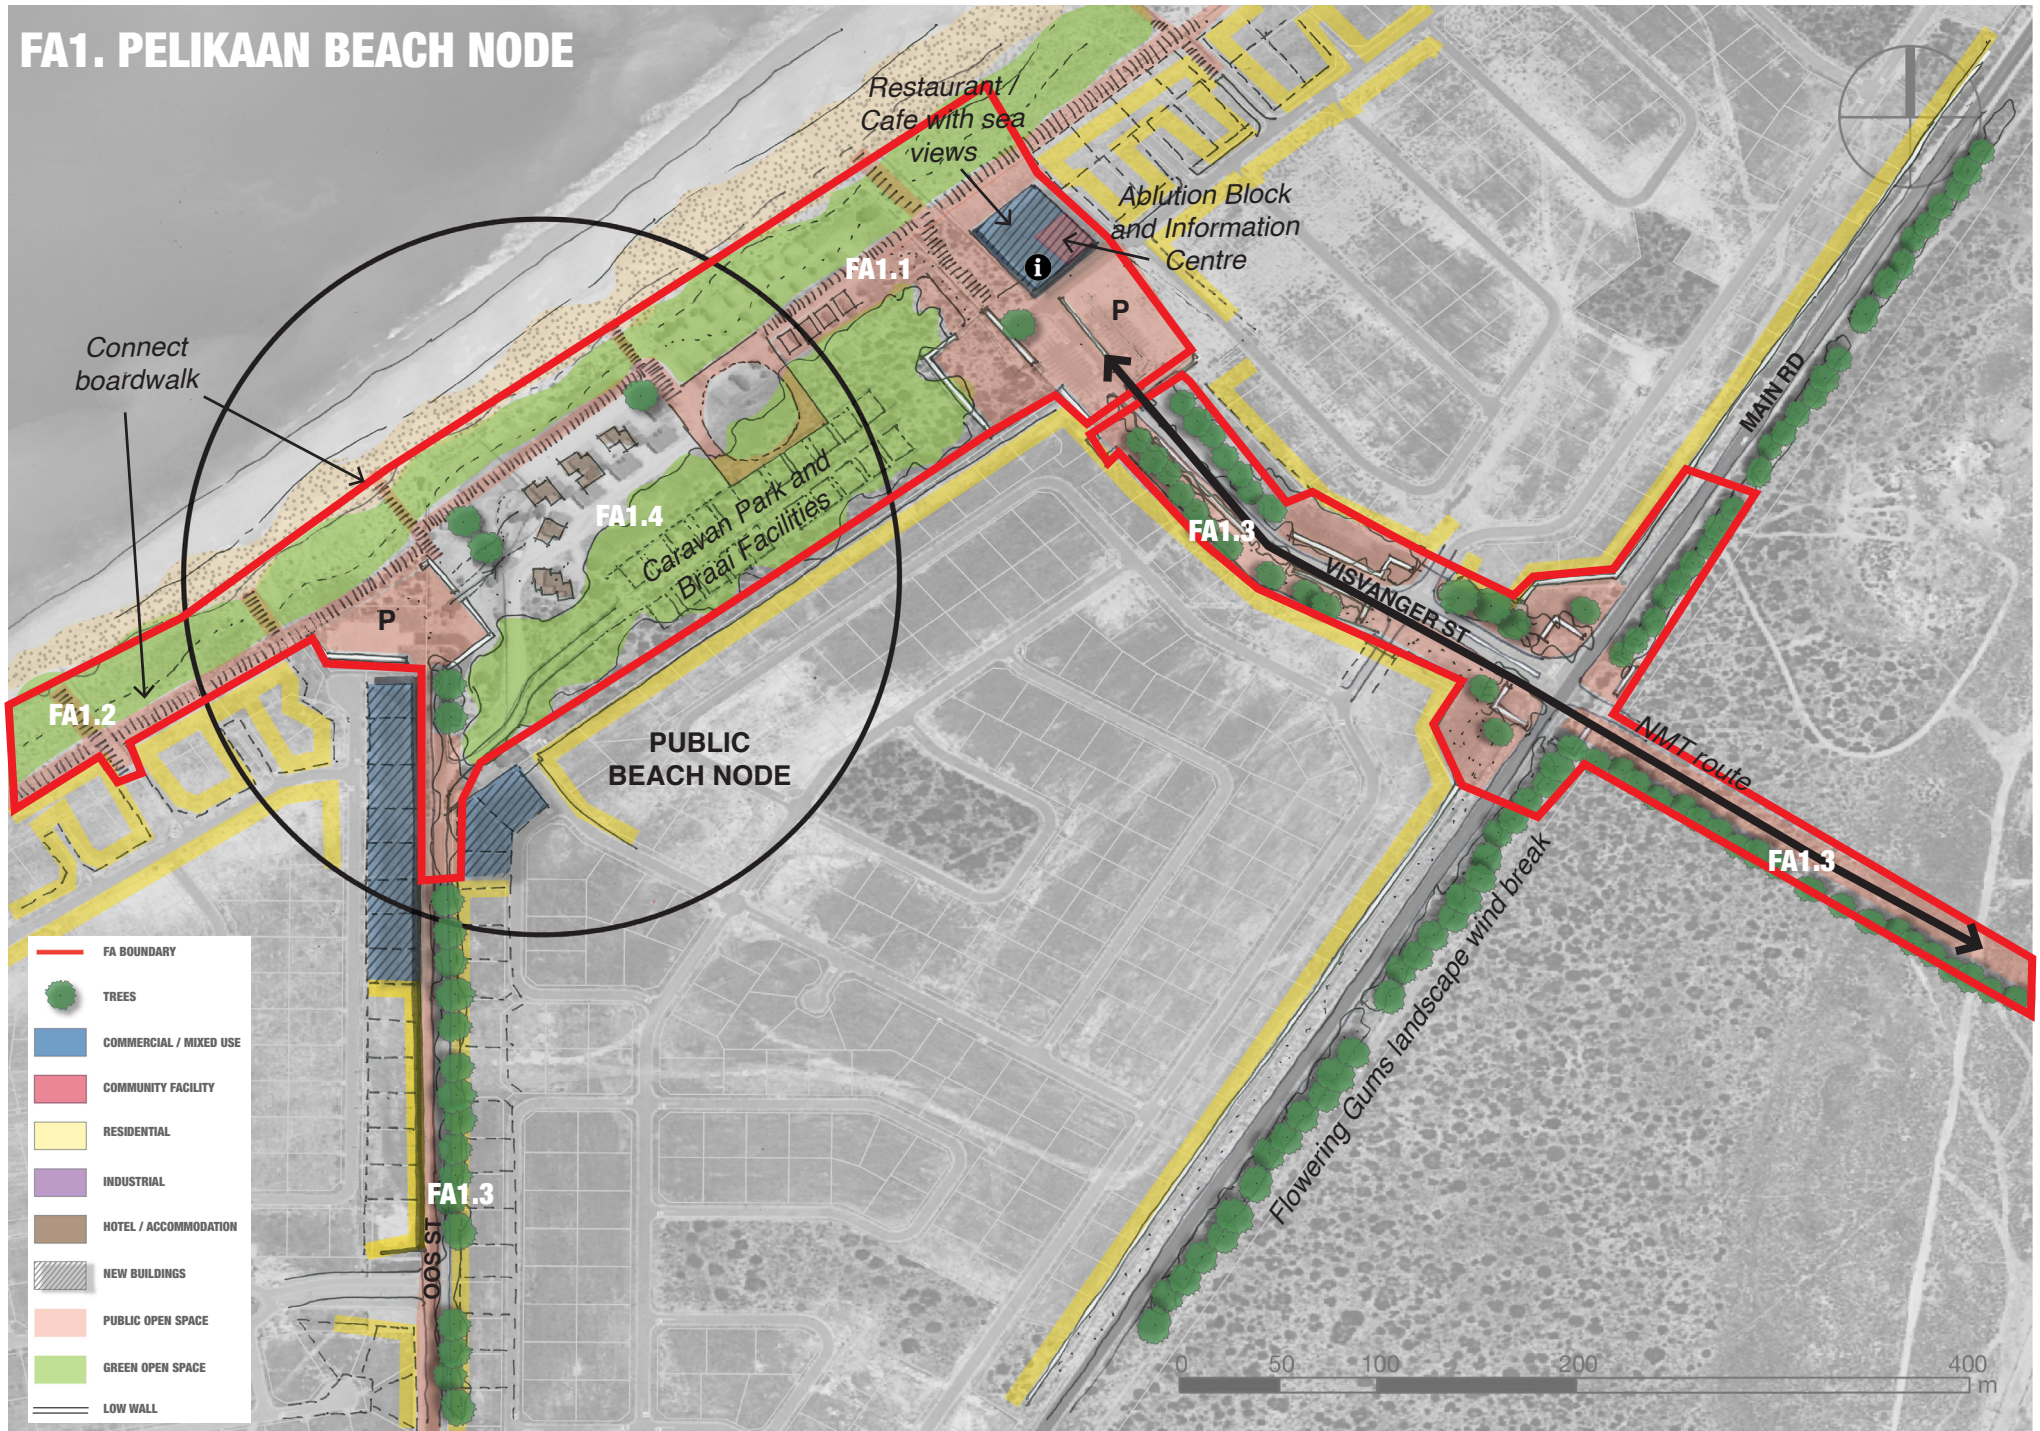 FA1. PELIKAAN BEACH NODE
Restaurant /
Cafe with sea
views
Ablution Block
and Information
Centre
i
P
FA1.1
Connect
boardwalk
MAIN RD
FA1.4
Caravan Park and
Braai Facilities
FA1.3
VISVANGER ST
P
FA1.2
PUBLIC
BEACH NODE
NMT route
FA1.3
Flowering Gums landscape wind break
FA1.3
OOS ST
FA BOUNDARY
TREES
COMMERCIAL / MIXED USE
COMMUNITY FACILITY
RESIDENTIAL
INDUSTRIAL
HOTEL / ACCOMMODATION
NEW BUILDINGS
PUBLIC OPEN SPACE
GREEN OPEN SPACE
LOW WALL
0 50 100 200 400
m